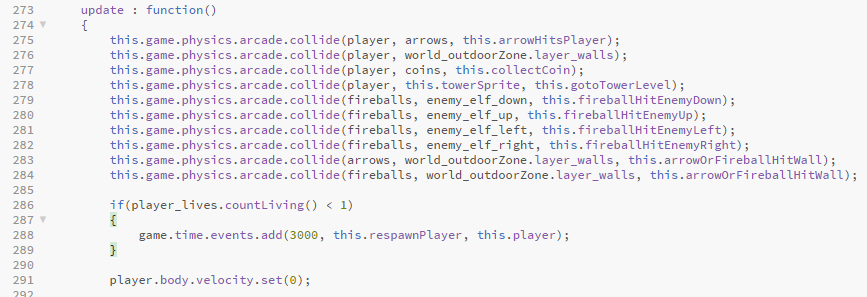 273 update : function()
274 {
275 this.game.physics.arcade.collide(player, arrows, this.arrowHitsPlayer);
276 this.game.physics.arcade.collide(player, world_outdoorZone.layer_walls);
277 this.game.physics.arcade.collide(player, coins, this.collectCoin);
278 this.game.physics.arcade.collide(player, this.towerSprite, this.gotoTowerLevel);
279 this.game.physics.arcade.collide(fireballs, enemy_elf_down, this.fireballHitEnemyDown);
280 this.game.physics.arcade.collide(fireballs, enemy_elf_up, this.fireballHitEnemyUp);
281 this.game.physics.arcade.collide(fireballs, enemy_elf_left, this.fireballHitEnemyLeft);
282 this.game.physics.arcade.collide(fireballs, enemy_elf_right, this.fireballHitEnemyRight);
283 this.game.physics.arcade.collide(arrows, world_outdoorZone.layer_walls, this.arrowOrFireballHitWall);
284 this.game.physics.arcade.collide(fireballs, world_outdoorZone.layer_walls, this.arrowOrFireballHitWall);
285
286 if(player_lives.countLiving() < 1)
287 {
288 game.time.events.add(3000, this.respawnPlayer, this.player);
289 }
290
291 player.body.velocity.set(0);
292